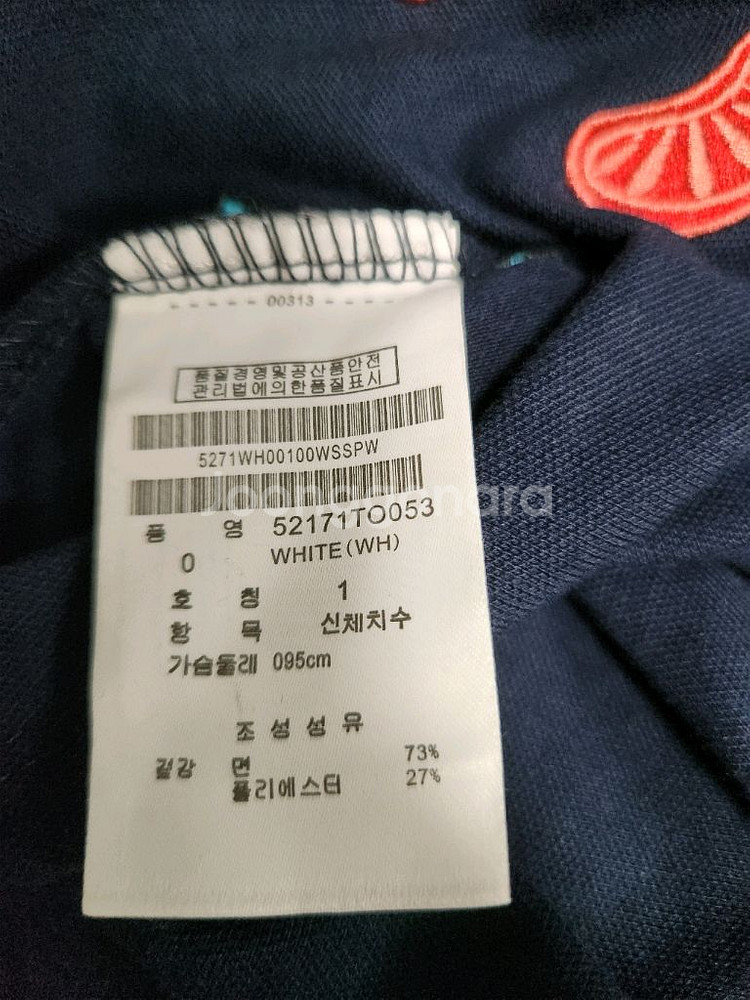 - - - - - 00313 - - - - -
품질경영및공산품안전
관리법에의한품질표시
5271WH00100WSSPW
Joonggonara
품 영 52171TO053
0 WHITE(WH)
호 칭 1
항 목 신체치수
가슴둘레 095cm
조 성 섬 유
겉감 면 73%
폴리에스터 27%